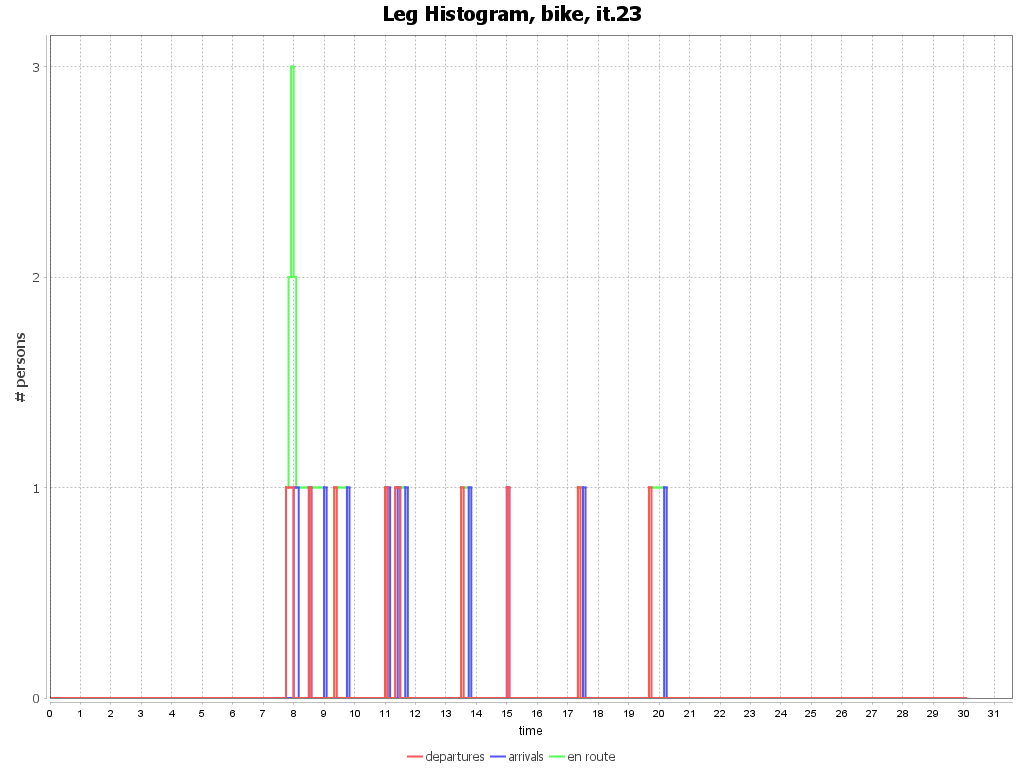 Leg Histogram, bike, it.23
# persons
3
2
1
0
0 1 2 3 4 5 6 7 8 9 10 11 12 13 14 15 16 17 18 19 20 21 22 23 24 25 26 27 28 29 30 31
time
departures arrivals en route